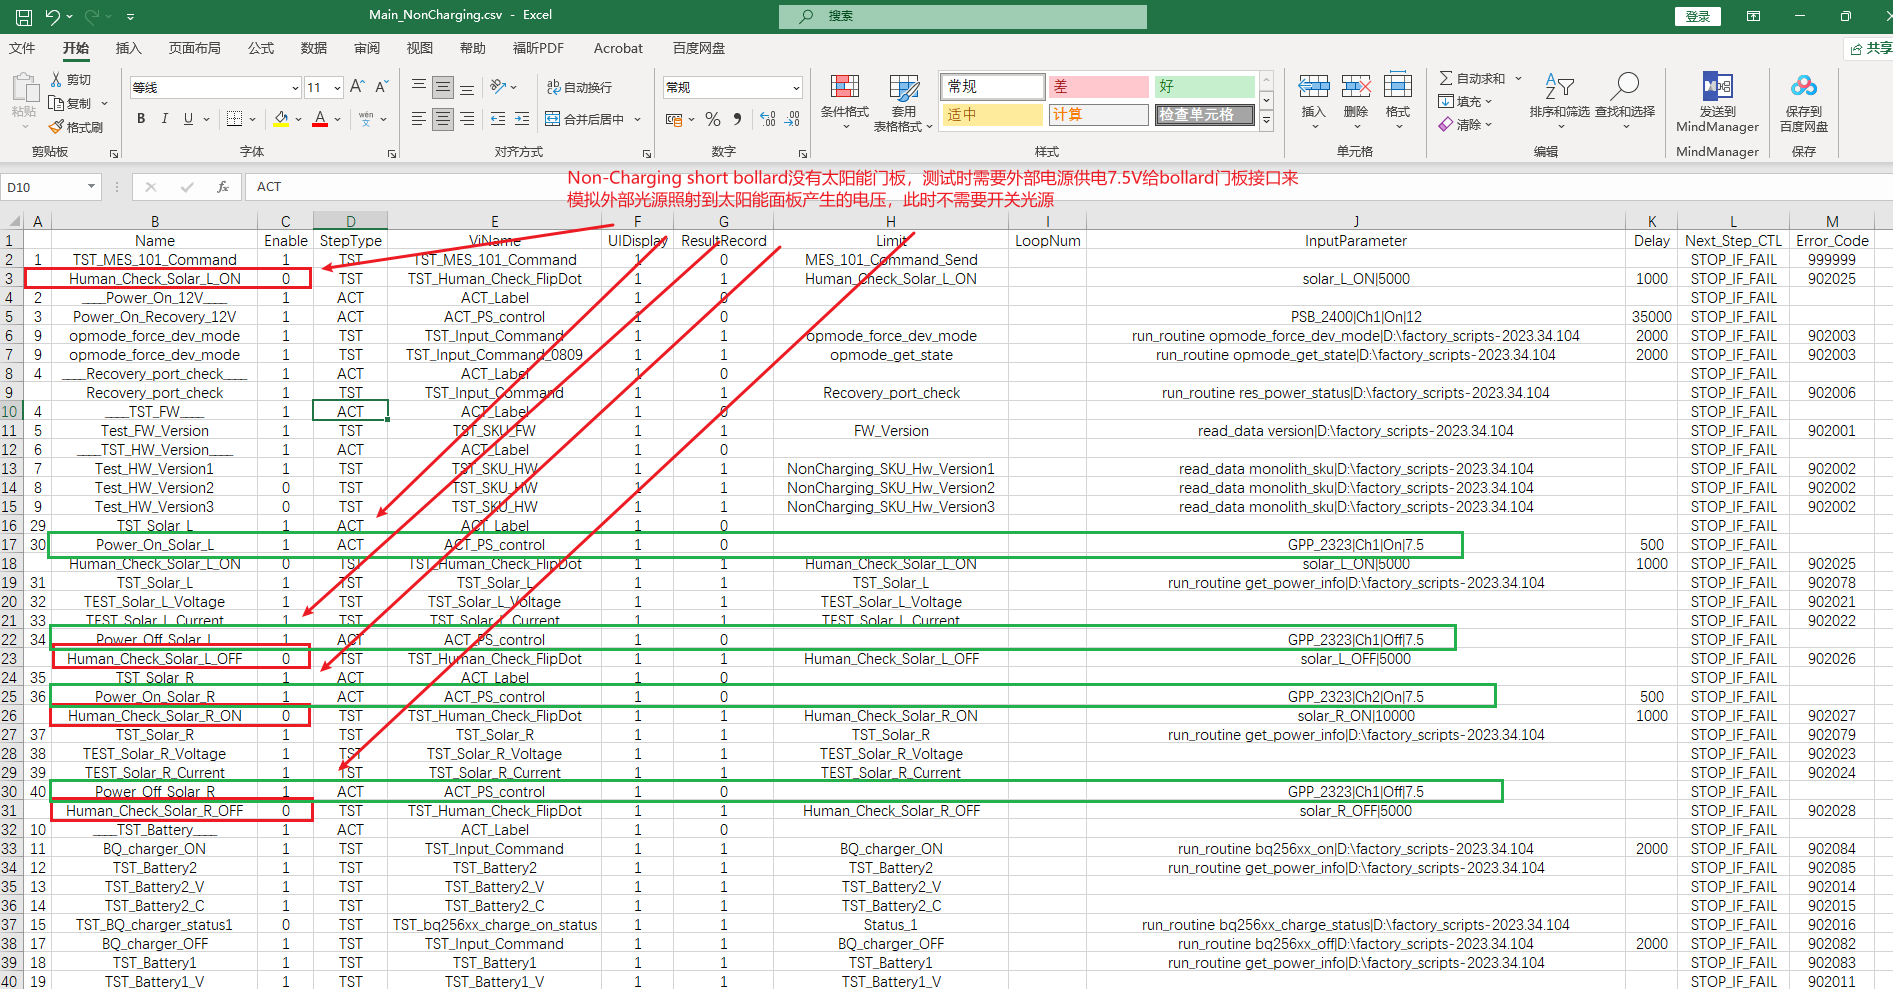 Main_NonCharging.csv - Excel
搜索
登录
文件 开始 插入 页面布局 公式 数据 审阅 视图 帮助 福昕PDF Acrobat 百度网盘 共享
粘贴 剪切 复制 格式刷 剪贴板
等线 11 A A B I U A wén 文 字体
自动换行 合并后居中 对齐方式
常规 % 数字
条件格式 套用 表格格式 常规 差 好 适中 计算 检查单元格 样式
插入 删除 格式 单元格
自动求和 填充 清除 排序和筛选 查找和选择 编辑
发送到 MindManager MindManager
保存到 百度网盘 保存
D10 fx ACT
Non-Charging short bollard没有太阳能门板，测试时需要外部电源供电7.5V给bollard门板接口来
模拟外部光源照射到太阳能面板产生的电压，此时不需要开关光源
A B C D E F G H I J K L M
1 Name Enable StepType ViName UIDisplay ResultRecord Limit LoopNum InputParameter Delay Next_Step_CTL Error_Code
2 1 TST_MES_101_Command 1 TST TST_MES_101_Command 1 0 MES_101_Command_Send STOP_IF_FAIL 999999
3 Human_Check_Solar_L_ON 0 TST TST_Human_Check_FlipDot 1 1 Human_Check_Solar_L_ON solar_L_ON|5000 1000 STOP_IF_FAIL 902025
4 2 ____Power_On_12V____ 1 ACT ACT_Label 1 0 STOP_IF_FAIL
5 3 Power_On_Recovery_12V 1 ACT ACT_PS_control 1 0 PSB_2400|Ch1|On|12 35000 STOP_IF_FAIL
6 9 opmode_force_dev_mode 1 TST TST_Input_Command 1 1 opmode_force_dev_mode run_routine opmode_force_dev_mode|D:\factory_scripts-2023.34.104 2000 STOP_IF_FAIL 902003
7 9 opmode_force_dev_mode 1 TST TST_Input_Command_0809 1 1 opmode_get_state run_routine opmode_get_state|D:\factory_scripts-2023.34.104 2000 STOP_IF_FAIL 902003
8 4 ____Recovery_port_check____ 1 ACT ACT_Label 1 0 STOP_IF_FAIL
9 Recovery_port_check 1 TST TST_Input_Command 1 1 Recovery_port_check run_routine res_power_status|D:\factory_scripts-2023.34.104 STOP_IF_FAIL 902006
10 4 ____TST_FW____ 1 ACT ACT_Label 1 0 STOP_IF_FAIL
11 5 Test_FW_Version 1 TST TST_SKU_FW 1 1 FW_Version read_data version|D:\factory_scripts-2023.34.104 STOP_IF_FAIL 902001
12 6 ____TST_HW_Version____ 1 ACT ACT_Label 1 0 STOP_IF_FAIL
13 7 Test_HW_Version1 1 TST TST_SKU_HW 1 1 NonCharging_SKU_Hw_Version1 read_data monolith_sku|D:\factory_scripts-2023.34.104 STOP_IF_FAIL 902002
14 8 Test_HW_Version2 0 TST TST_SKU_HW 1 1 NonCharging_SKU_Hw_Version2 read_data monolith_sku|D:\factory_scripts-2023.34.104 STOP_IF_FAIL 902002
15 9 Test_HW_Version3 0 TST TST_SKU_HW 1 1 NonCharging_SKU_Hw_Version3 read_data monolith_sku|D:\factory_scripts-2023.34.104 STOP_IF_FAIL 902002
16 29 TST_Solar_L 1 ACT ACT_Label 1 0 STOP_IF_FAIL
17 30 Power_On_Solar_L 1 ACT ACT_PS_control 1 0 GPP_2323|Ch1|On|7.5 500 STOP_IF_FAIL
18 Human_Check_Solar_L_ON 0 TST TST_Human_Check_FlipDot 1 1 Human_Check_Solar_L_ON solar_L_ON|5000 1000 STOP_IF_FAIL 902025
19 31 TST_Solar_L 1 TST TST_Solar_L 1 1 TST_Solar_L run_routine get_power_info|D:\factory_scripts-2023.34.104 STOP_IF_FAIL 902078
20 32 TEST_Solar_L_Voltage 1 TST TST_Solar_L_Voltage 1 1 TEST_Solar_L_Voltage STOP_IF_FAIL 902021
21 33 TEST_Solar_L_Current 1 TST TST_Solar_L_Current 1 1 TEST_Solar_L_Current STOP_IF_FAIL 902022
22 34 Power_Off_Solar_L 1 ACT ACT_PS_control 1 0 GPP_2323|Ch1|Off|7.5 STOP_IF_FAIL
23 Human_Check_Solar_L_OFF 0 TST TST_Human_Check_FlipDot 1 1 Human_Check_Solar_L_OFF solar_L_OFF|5000 STOP_IF_FAIL 902026
24 35 TST_Solar_R 1 ACT ACT_Label 1 0 STOP_IF_FAIL
25 36 Power_On_Solar_R 1 ACT ACT_PS_control 1 0 GPP_2323|Ch2|On|7.5 500 STOP_IF_FAIL
26 Human_Check_Solar_R_ON 0 TST TST_Human_Check_FlipDot 1 1 Human_Check_Solar_R_ON solar_R_ON|10000 1000 STOP_IF_FAIL 902027
27 37 TST_Solar_R 1 TST TST_Solar_R 1 1 TST_Solar_R run_routine get_power_info|D:\factory_scripts-2023.34.104 STOP_IF_FAIL 902079
28 38 TEST_Solar_R_Voltage 1 TST TST_Solar_R_Voltage 1 1 TEST_Solar_R_Voltage STOP_IF_FAIL 902023
29 39 TEST_Solar_R_Current 1 TST TST_Solar_R_Current 1 1 TEST_Solar_R_Current STOP_IF_FAIL 902024
30 40 Power_Off_Solar_R 1 ACT ACT_PS_control 1 0 GPP_2323|Ch1|Off|7.5 STOP_IF_FAIL
31 Human_Check_Solar_R_OFF 0 TST TST_Human_Check_FlipDot 1 1 Human_Check_Solar_R_OFF solar_R_OFF|5000 STOP_IF_FAIL 902028
32 10 ____TST_Battery____ 1 ACT ACT_Label 1 0 STOP_IF_FAIL
33 11 BQ_charger_ON 1 TST TST_Input_Command 1 1 BQ_charger_ON run_routine bq256xx_on|D:\factory_scripts-2023.34.104 2000 STOP_IF_FAIL 902084
34 12 TST_Battery2 1 TST TST_Battery2 1 1 TST_Battery2 run_routine get_power_info|D:\factory_scripts-2023.34.104 STOP_IF_FAIL 902085
35 13 TST_Battery2_V 1 TST TST_Battery2_V 1 1 TST_Battery2_V STOP_IF_FAIL 902014
36 14 TST_Battery2_C 1 TST TST_Battery2_C 1 1 TST_Battery2_C STOP_IF_FAIL 902015
37 15 TST_BQ_charger_status1 0 TST TST_bq256xx_charge_on_status 1 1 Status_1 run_routine bq256xx_charge_status|D:\factory_scripts-2023.34.104 STOP_IF_FAIL 902016
38 17 BQ_charger_OFF 1 TST TST_Input_Command 1 1 BQ_charger_OFF run_routine bq256xx_off|D:\factory_scripts-2023.34.104 2000 STOP_IF_FAIL 902082
39 18 TST_Battery1 1 TST TST_Battery1 1 1 TST_Battery1 run_routine get_power_info|D:\factory_scripts-2023.34.104 STOP_IF_FAIL 902083
40 19 TST_Battery1_V 1 TST TST_Battery1_V 1 1 TST_Battery1_V STOP_IF_FAIL 902011